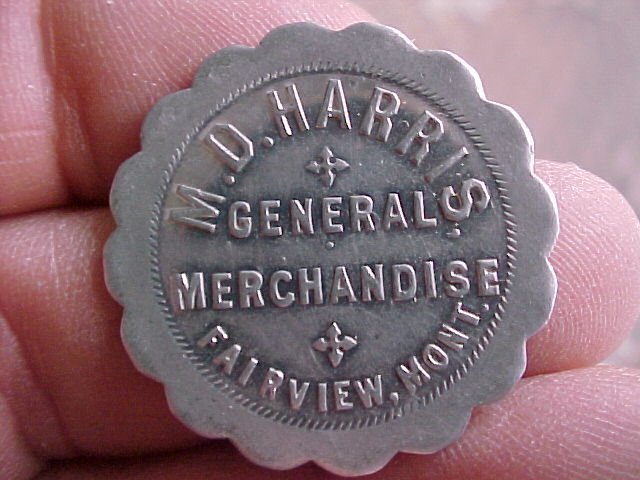 M.D. HARRIS,
GENERAL
MERCHANDISE
FAIRVIEW, MONT.